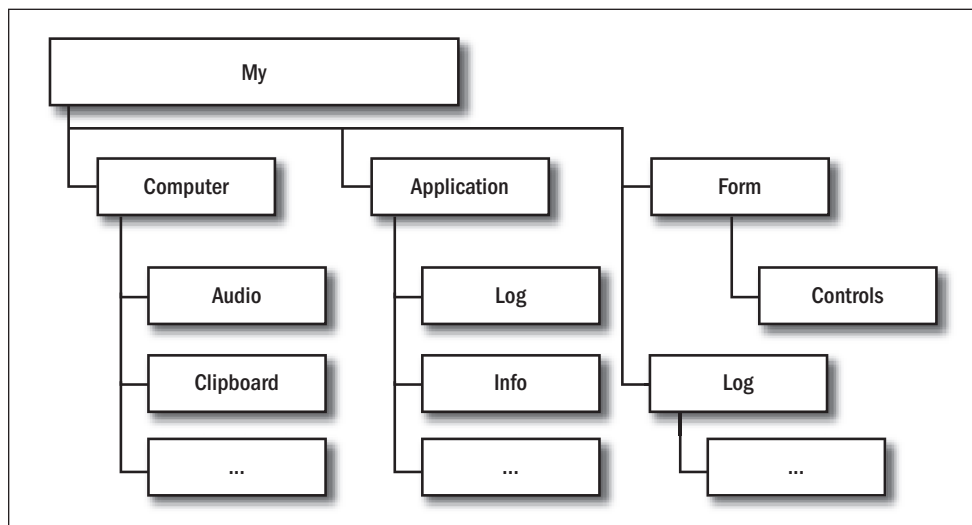 My
Computer
Application
Form
Audio
Log
Controls
Clipboard
Info
Log
...
...
...